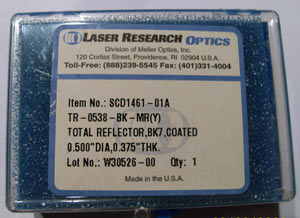 LASER RESEARCH OPTICS
Division of Meller Optics, Inc.
120 Corliss Street, Providence, RI 02904 U.S.A.
Toll-Free: (888)239-5545 Fax: (401)331-4004
Item No.: SCD1461-01A
TR-0538-BK-MR(Y)
TOTAL REFLECTOR,BK7,COATED
0.500"DIA,0.375"THK.
Lot No.: W30526-00 Qty: 1
Made in the U.S.A.